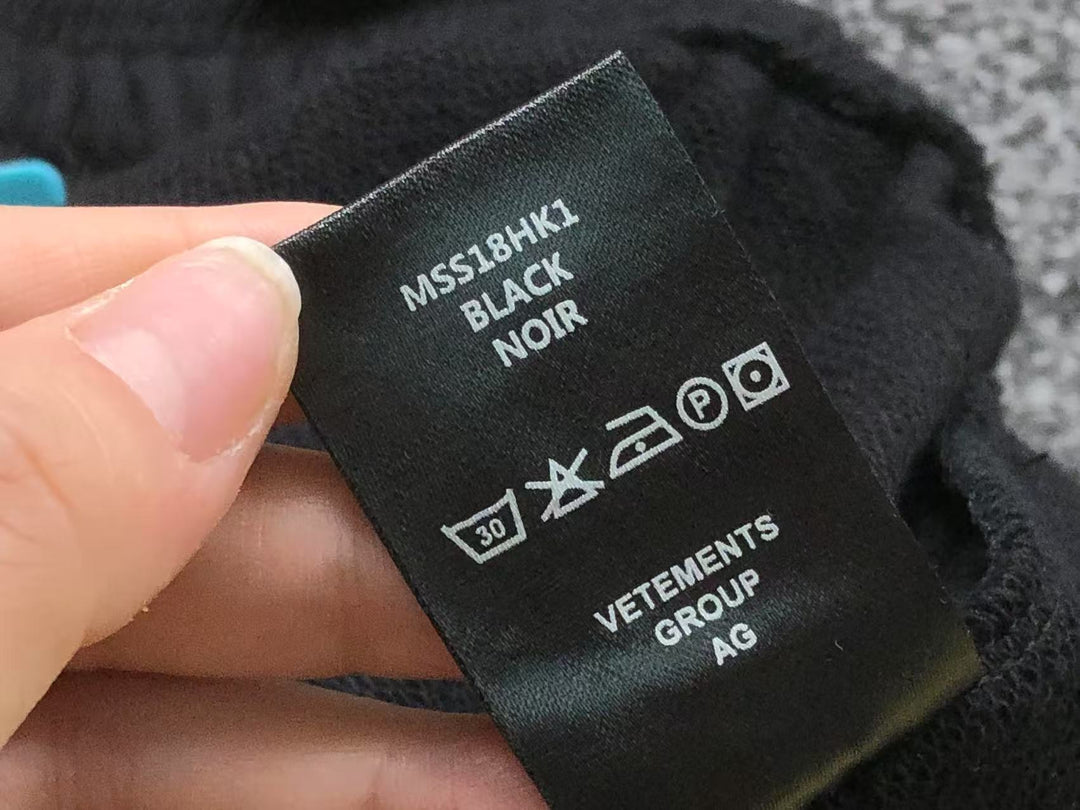 MSS18HK1
BLACK
NOIR
30 P
VETEMENTS
GROUP
AG